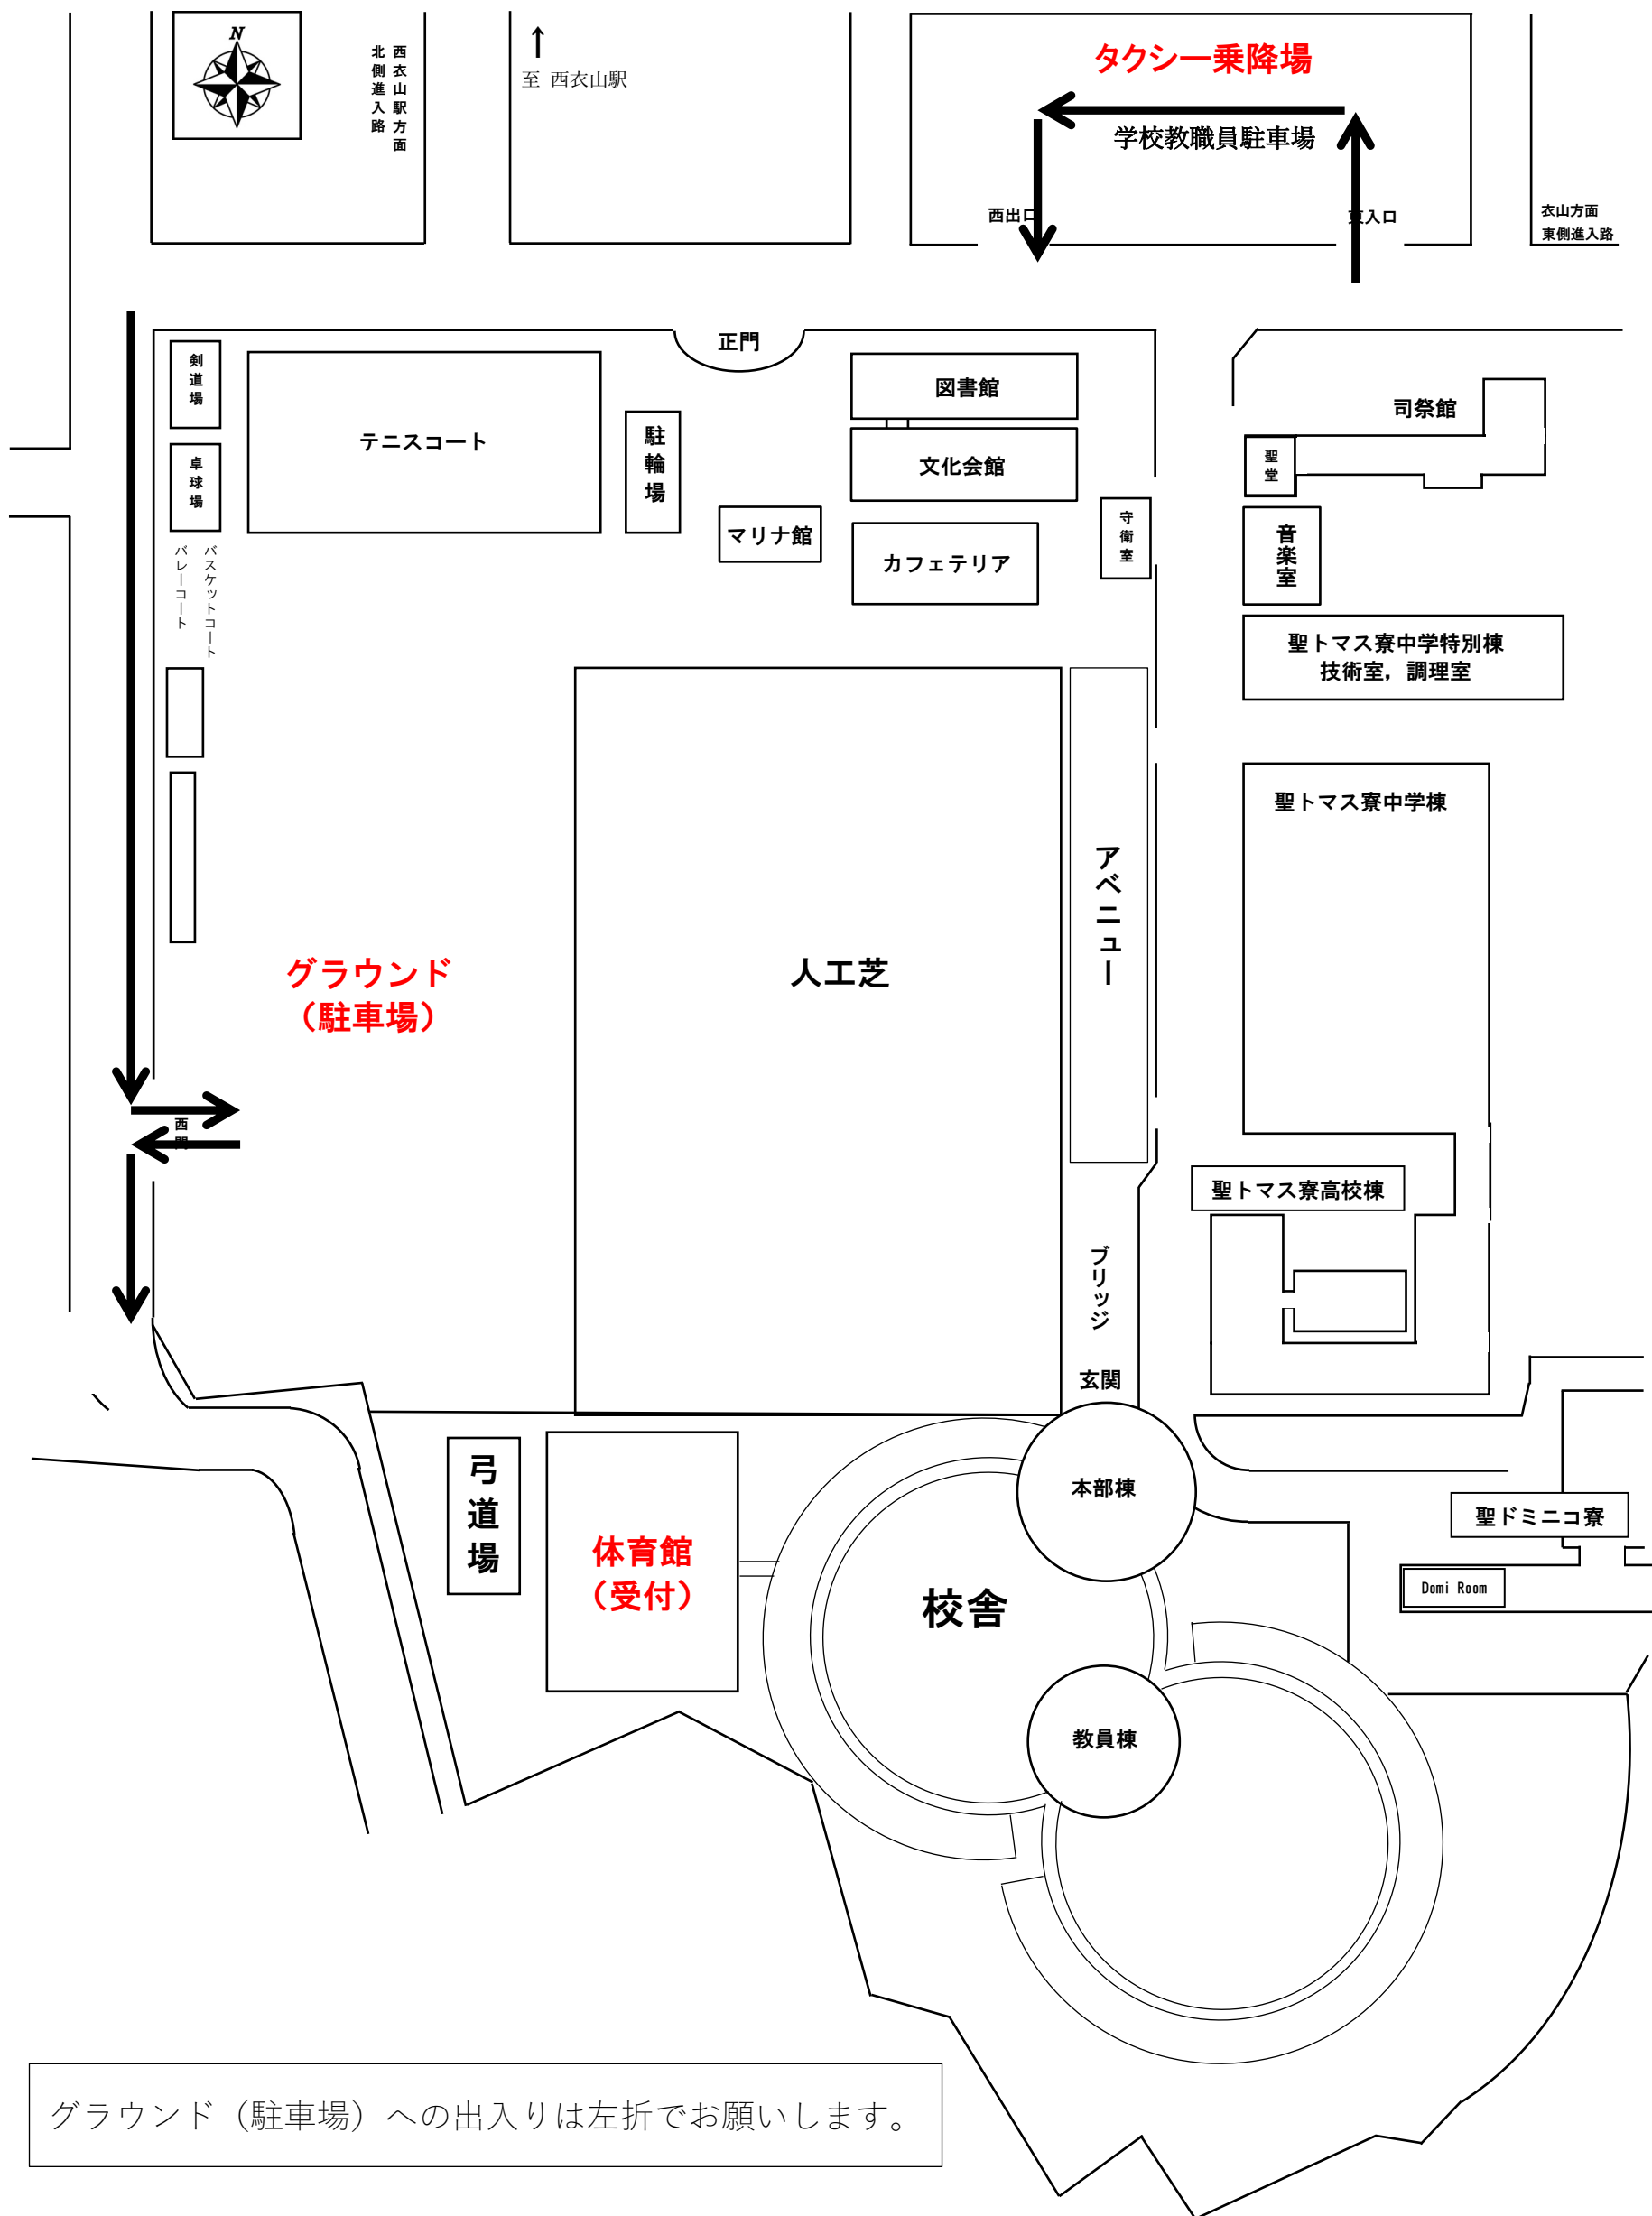 N
西衣山駅方面
北側進入路
至 西衣山駅
タクシー乗降場
学校教職員駐車場
西出口
東入口
衣山方面
東側進入路
正門
剣道場
テニスコート
駐輪場
図書館
文化会館
司祭館
聖堂
卓球場
マリナ館
カフェテリア
守衛室
音楽室
バスケットコート
バレーコート
聖トマス寮中学特別棟
技術室，調理室
聖トマス寮中学棟
アベニュー
グラウンド
（駐車場）
人工芝
西門
聖トマス寮高校棟
ブリッジ
玄関
弓道場
体育館
（受付）
本部棟
聖ドミニコ寮
Domi Room
校舎
教員棟
グラウンド（駐車場）への出入りは左折でお願いします。